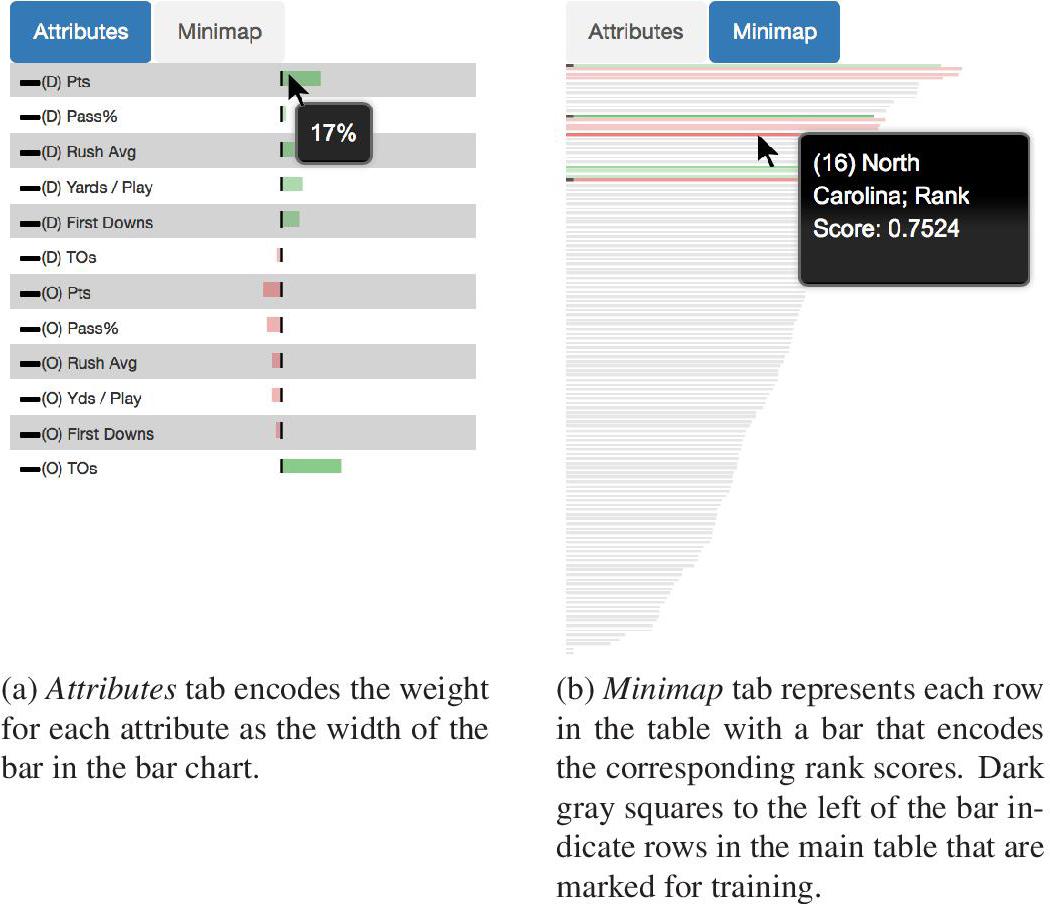 Attributes
Minimap
(D) Pts
(D) Pass%
(D) Rush Avg
(D) Yards / Play
(D) First Downs
(D) TOs
(O) Pts
(O) Pass%
(O) Rush Avg
(O) Yds / Play
(O) First Downs
(O) TOs
17%
(a) Attributes tab encodes the weight
for each attribute as the width of the
bar in the bar chart.
Attributes
Minimap
(16) North
Carolina; Rank
Score: 0.7524
(b) Minimap tab represents each row
in the table with a bar that encodes
the corresponding rank scores. Dark
gray squares to the left of the bar in-
dicate rows in the main table that are
marked for training.